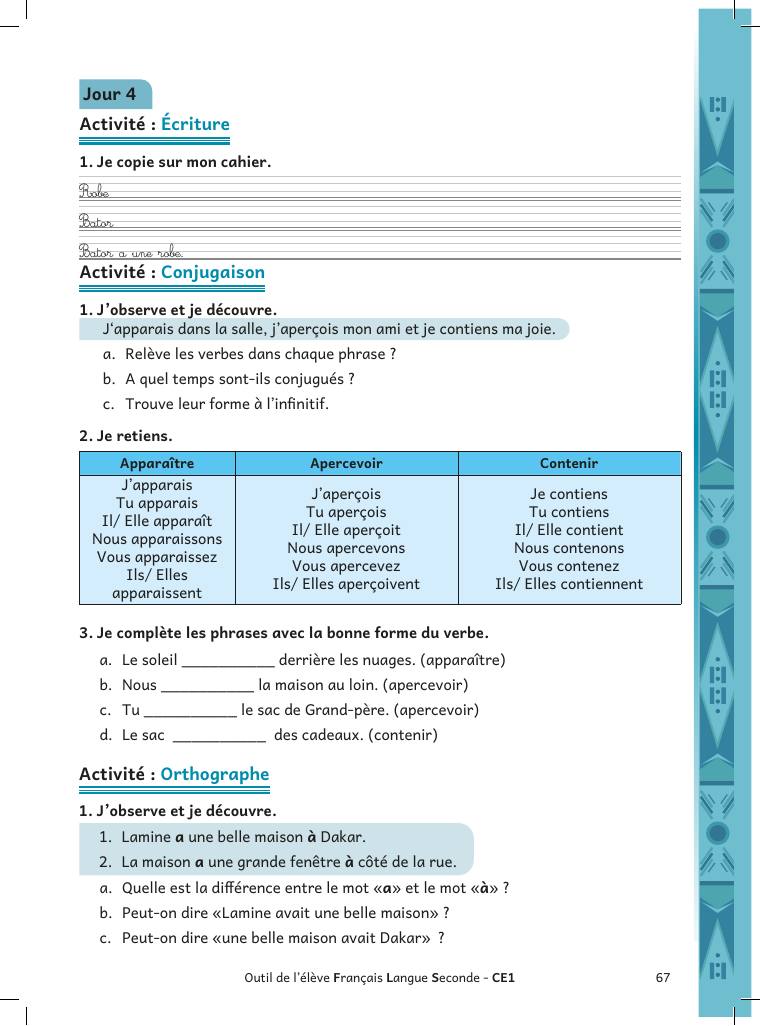 Jour 4
Activité : Écriture
1. Je copie sur mon cahier.
Robe
Bator
Bator a une robe.
Activité : Conjugaison
1. J’observe et je découvre.
J‘apparais dans la salle, j’aperçois mon ami et je contiens ma joie.
a. Relève les verbes dans chaque phrase ?
b. A quel temps sont-ils conjugués ?
c. Trouve leur forme à l’infinitif.
2. Je retiens.
Apparaître
J’apparais
Tu apparais
Il/ Elle apparaît
Nous apparaissons
Vous apparaissez
Ils/ Elles
apparaissent
Apercevoir
J’aperçois
Tu aperçois
Il/ Elle aperçoit
Nous apercevons
Vous apercevez
Ils/ Elles aperçoivent
Contenir
Je contiens
Tu contiens
Il/ Elle contient
Nous contenons
Vous contenez
Ils/ Elles contiennent
3. Je complète les phrases avec la bonne forme du verbe.
a. Le soleil ___________ derrière les nuages. (apparaître)
b. Nous ___________ la maison au loin. (apercevoir)
c. Tu ___________ le sac de Grand-père. (apercevoir)
d. Le sac ___________ des cadeaux. (contenir)
Activité : Orthographe
1. J’observe et je découvre.
1. Lamine a une belle maison à Dakar.
2. La maison a une grande fenêtre à côté de la rue.
a. Quelle est la différence entre le mot «a» et le mot «à» ?
b. Peut-on dire «Lamine avait une belle maison» ?
c. Peut-on dire «une belle maison avait Dakar» ?
Outil de l’élève Français Langue Seconde - CE1
67